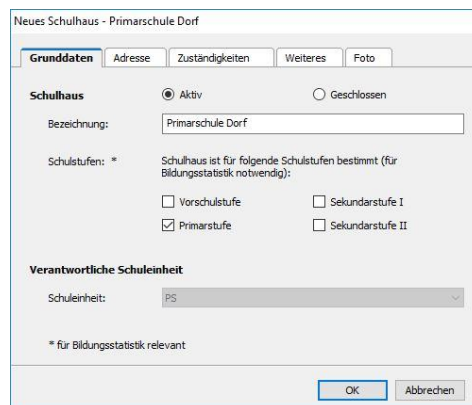 Neues Schulhaus - Primarschule Dorf
Grunddaten Adresse Zuständigkeiten Weiteres Foto
Schulhaus Aktiv Geschlossen
Bezeichnung: Primarschule Dorf
Schulstufen: * Schulhaus ist für folgende Schulstufen bestimmt (für
Bildungsstatistik notwendig):
Vorschulstufe Sekundarstufe I
Primarstufe Sekundarstufe II
Verantwortliche Schuleinheit
Schuleinheit: PS
* für Bildungsstatistik relevant
OK Abbrechen